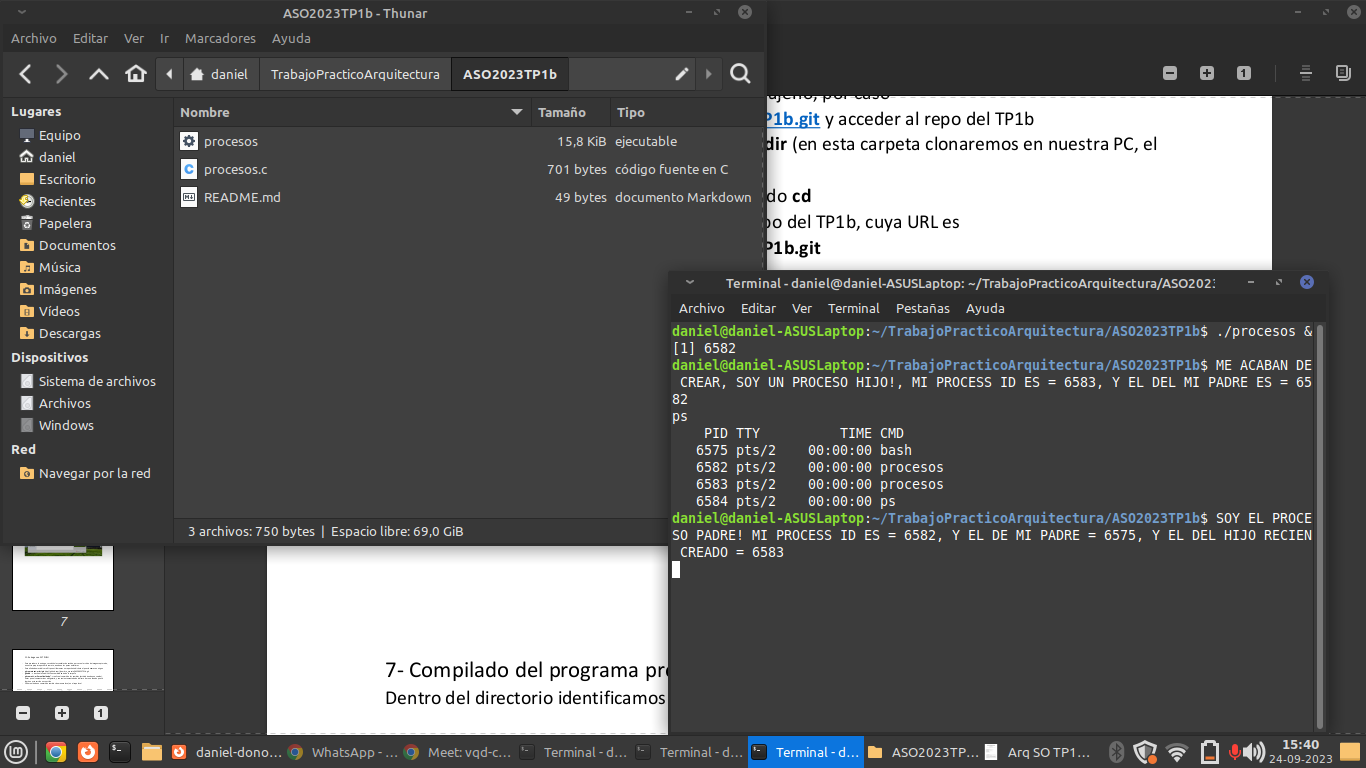 ASO2023TP1b - Thunar
Archivo Editar Ver Ir Marcadores Ayuda
daniel TrabajoPracticoArquitectura ASO2023TP1b
Lugares
Equipo
daniel
Escritorio
Recientes
Papelera
Documentos
Música
Imágenes
Vídeos
Descargas
Dispositivos
Sistema de archivos
Archivos
Windows
Red
Navegar por la red
Nombre Tamaño Tipo
procesos 15,8 KiB ejecutable
procesos.c 701 bytes código fuente en C
README.md 49 bytes documento Markdown
3 archivos: 750 bytes | Espacio libre: 69,0 GiB
por caso
P1b.git y acceder al repo del TP1b
dir (en esta carpeta clonaremos en nuestra PC, el
do cd
po del TP1b, cuya URL es
P1b.git
Terminal - daniel@daniel-ASUSLaptop: ~/TrabajoPracticoArquitectura/ASO2023
Archivo Editar Ver Terminal Pestañas Ayuda
daniel@daniel-ASUSLaptop:~/TrabajoPracticoArquitectura/ASO2023TP1b$ ./procesos &
[1] 6582
daniel@daniel-ASUSLaptop:~/TrabajoPracticoArquitectura/ASO2023TP1b$ ME ACABAN DE
CREAR, SOY UN PROCESO HIJO!, MI PROCESS ID ES = 6583, Y EL DEL MI PADRE ES = 65
82
ps
PID TTY TIME CMD
6575 pts/2 00:00:00 bash
6582 pts/2 00:00:00 procesos
6583 pts/2 00:00:00 procesos
6584 pts/2 00:00:00 ps
daniel@daniel-ASUSLaptop:~/TrabajoPracticoArquitectura/ASO2023TP1b$ SOY EL PROCE
SO PADRE! MI PROCESS ID ES = 6582, Y EL DE MI PADRE = 6575, Y EL DEL HIJO RECIEN
CREADO = 6583
7
7- Compilado del programa pr
Dentro del directorio identificamos
daniel-dono... WhatsApp - ... Meet: vqd-c... Terminal - d... Terminal - d... Terminal - d... ASO2023TP... Arq SO TP1... 15:40
24-09-2023